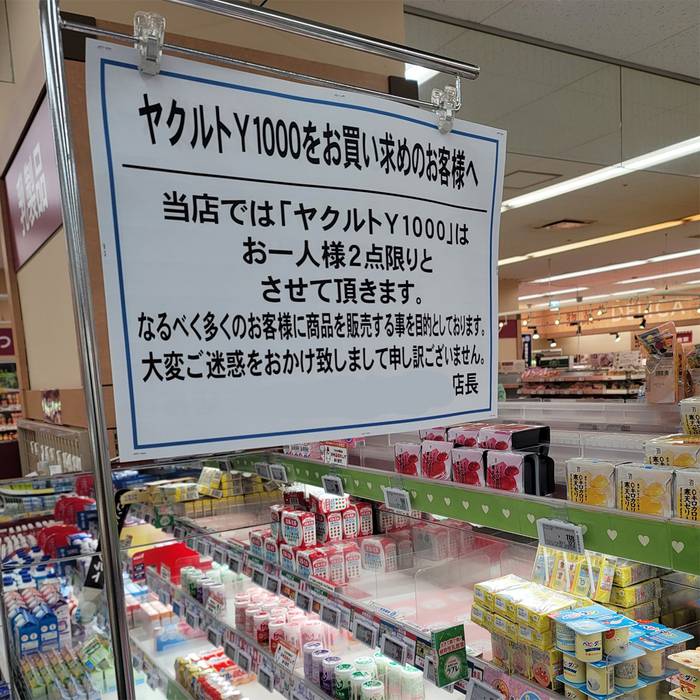 ヤクルトY1000をお買い求めのお客様へ
当店では「ヤクルトY1000」は
お一人様2点限りと
させて頂きます。
なるべく多くのお客様に商品を販売する事を目的としております。
大変ご迷惑をおかけ致しまして申し訳ございません。
店長
乳製品